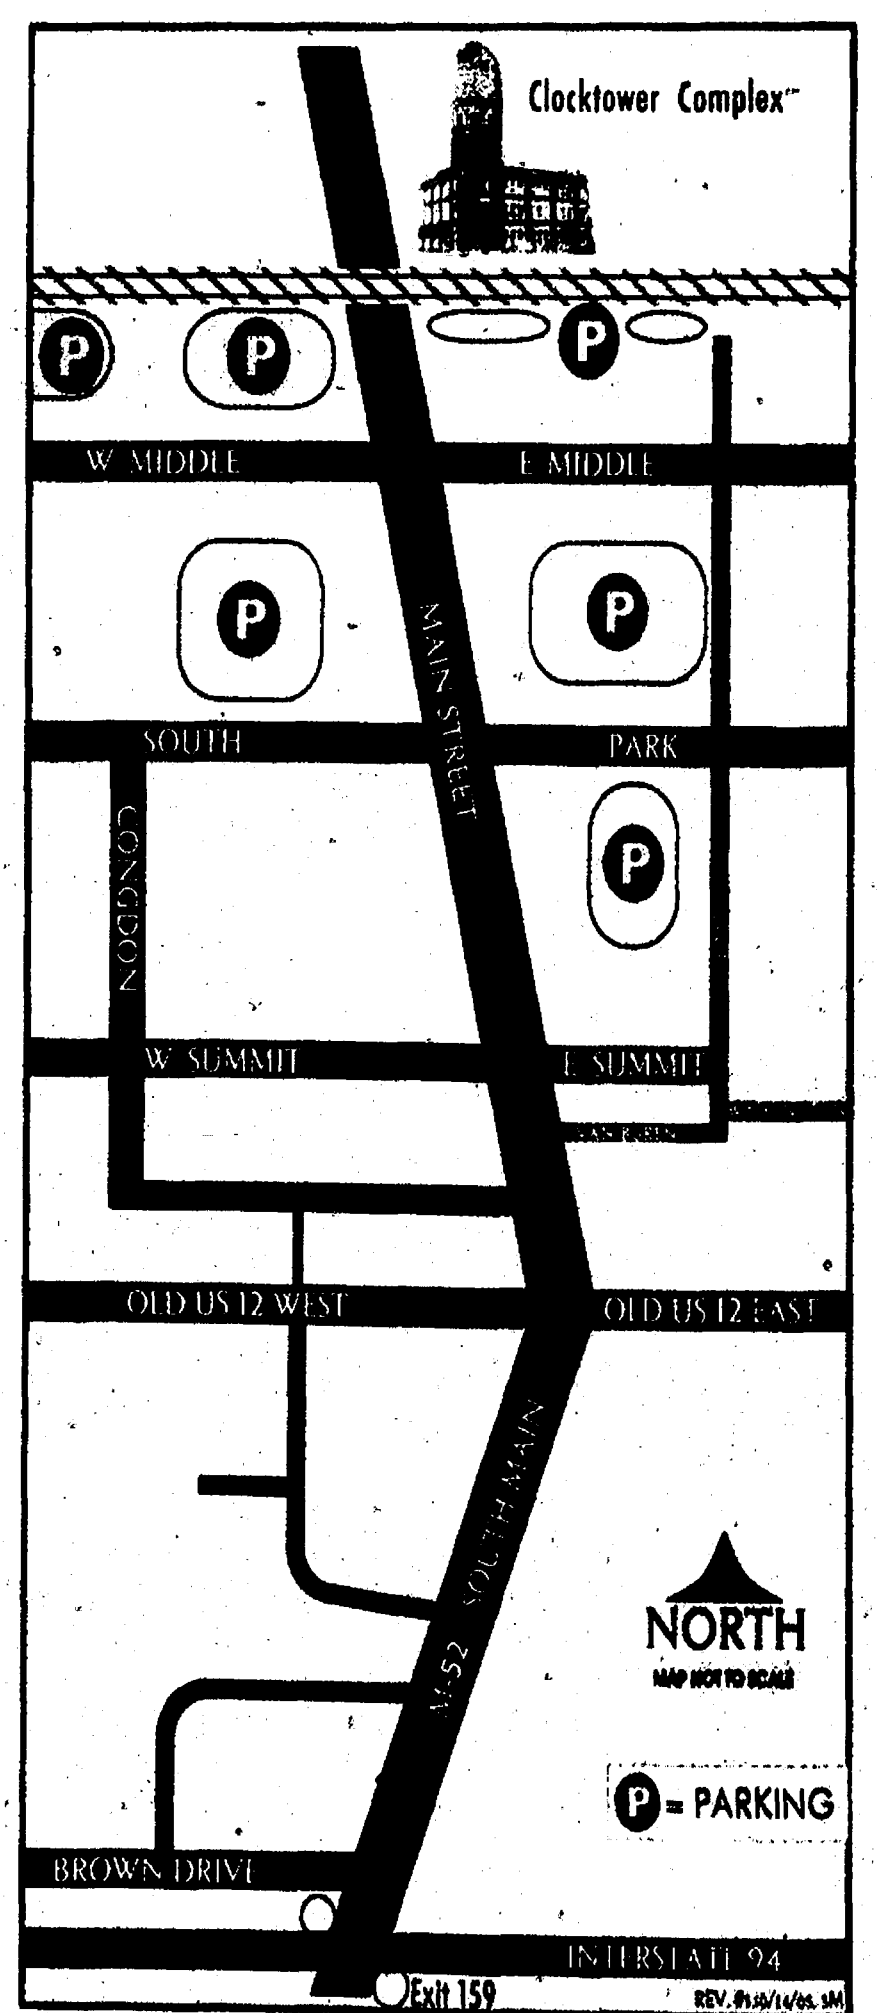 Clocktower Complex
P
P
P
W MIDDLE
E MIDDLE
P
P
MAIN STREET
SOUTH
PARK
CONGDON
P
W SUMMIT
E SUMMIT
OLD US 12 WEST
OLD US 12 EAST
M-52 SOUTH MAIN
NORTH
MAP NOT TO SCALE
P = PARKING
BROWN DRIVE
INTERSTATE 94
Exit 159
REV.